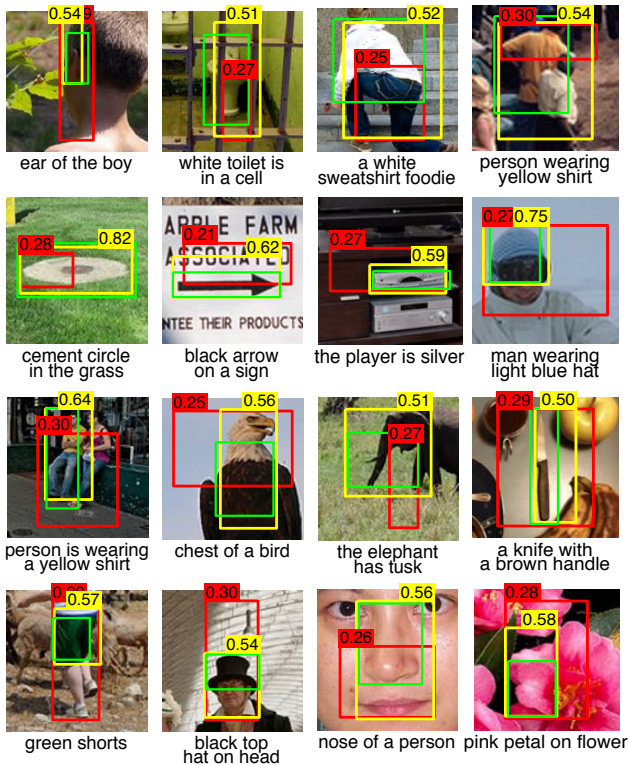 0.54
9
0.51
0.27
0.52
0.25
0.30
0.54
ear of the boy
white toilet is
in a cell
a white
sweatshirt foodie
person wearing
yellow shirt
0.28
0.82
APPLE FARM
ASSOCIATED
0.21
0.62
NTEE THEIR PRODUCTS
0.27
0.59
0.27
0.75
cement circle
in the grass
black arrow
on a sign
the player is silver
man wearing
light blue hat
0.64
0.30
0.25
0.56
0.51
0.27
0.29
0.50
person is wearing
a yellow shirt
chest of a bird
the elephant
has tusk
a knife with
a brown handle
0.57
0.30
0.54
0.56
0.26
0.28
0.58
green shorts
black top
hat on head
nose of a person
pink petal on flower